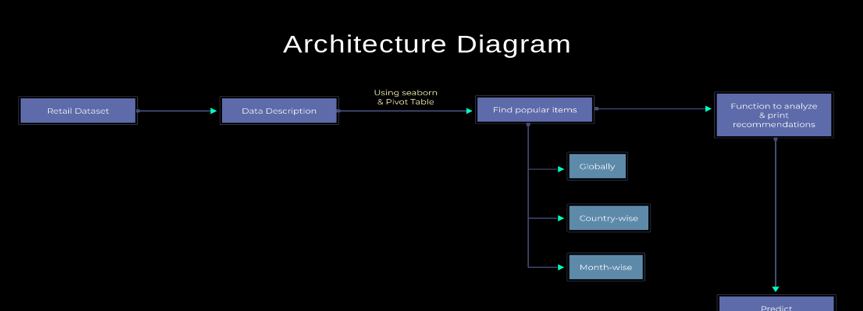 Architecture Diagram
Retail Dataset
Data Description
Using seaborn
& Pivot Table
Find popular items
Function to analyze
& print
recommendations
Globally
Country-wise
Month-wise
Predict